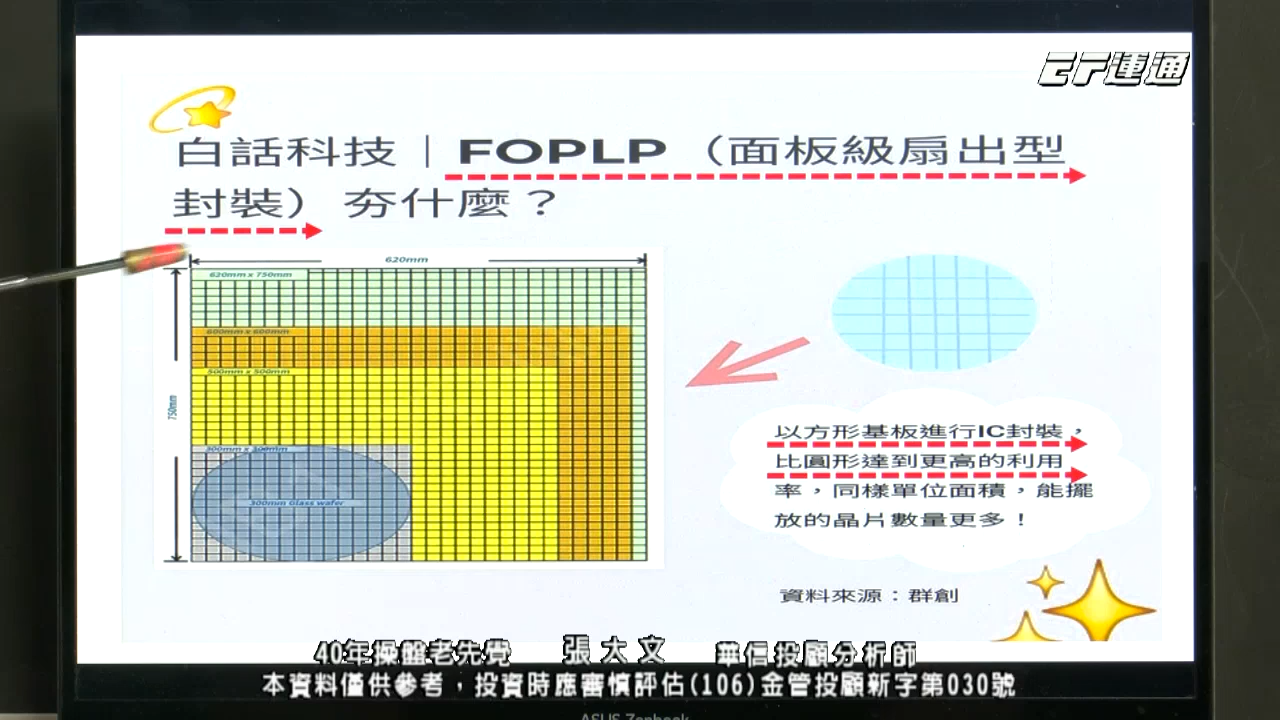 ET運通
白話科技｜FOPLP（面板級扇出型
封裝）夯什麼？
620mm
620mm x 750mm
600mm x 600mm
500mm x 500mm
750mm
300mm x 300mm
300mm Glass wafer
以方形基板進行IC封裝，
比圓形達到更高的利用
率，同樣單位面積，能擺
放的晶片數量更多！
資料來源：群創
40年操盤老先覺 張太文 華信投顧分析師
本資料僅供參考，投資時應審慎評估(106)金管投顧新字第030號
ASUS Zenbook